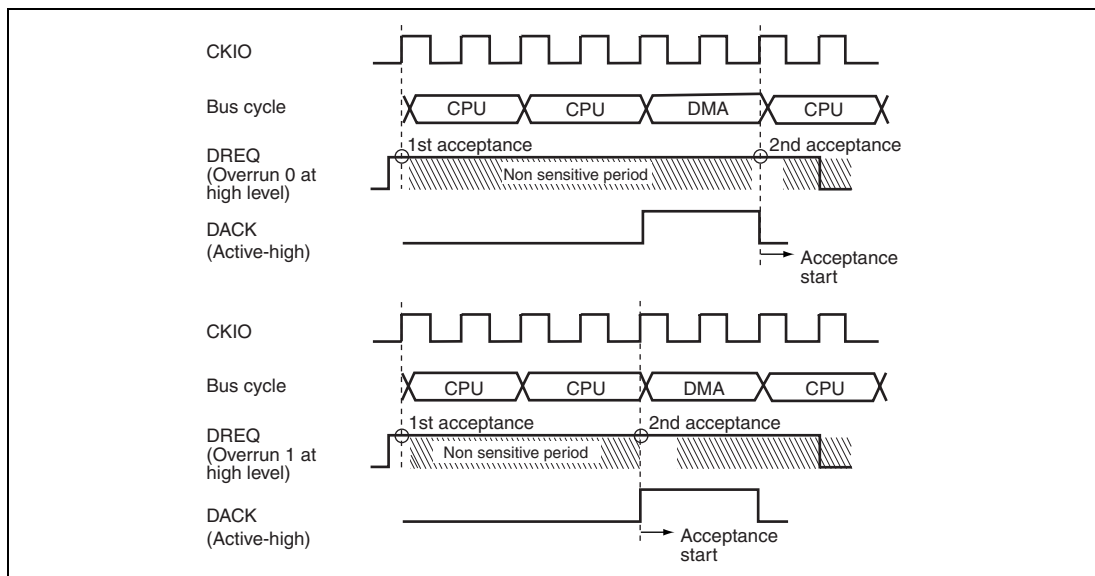 CKIO
Bus cycle
CPU
CPU
DMA
CPU
DREQ
(Overrun 0 at
high level)
1st acceptance
2nd acceptance
Non sensitive period
DACK
(Active-high)
Acceptance
start
CKIO
Bus cycle
CPU
CPU
DMA
CPU
DREQ
(Overrun 1 at
high level)
1st acceptance
2nd acceptance
Non sensitive period
DACK
(Active-high)
Acceptance
start